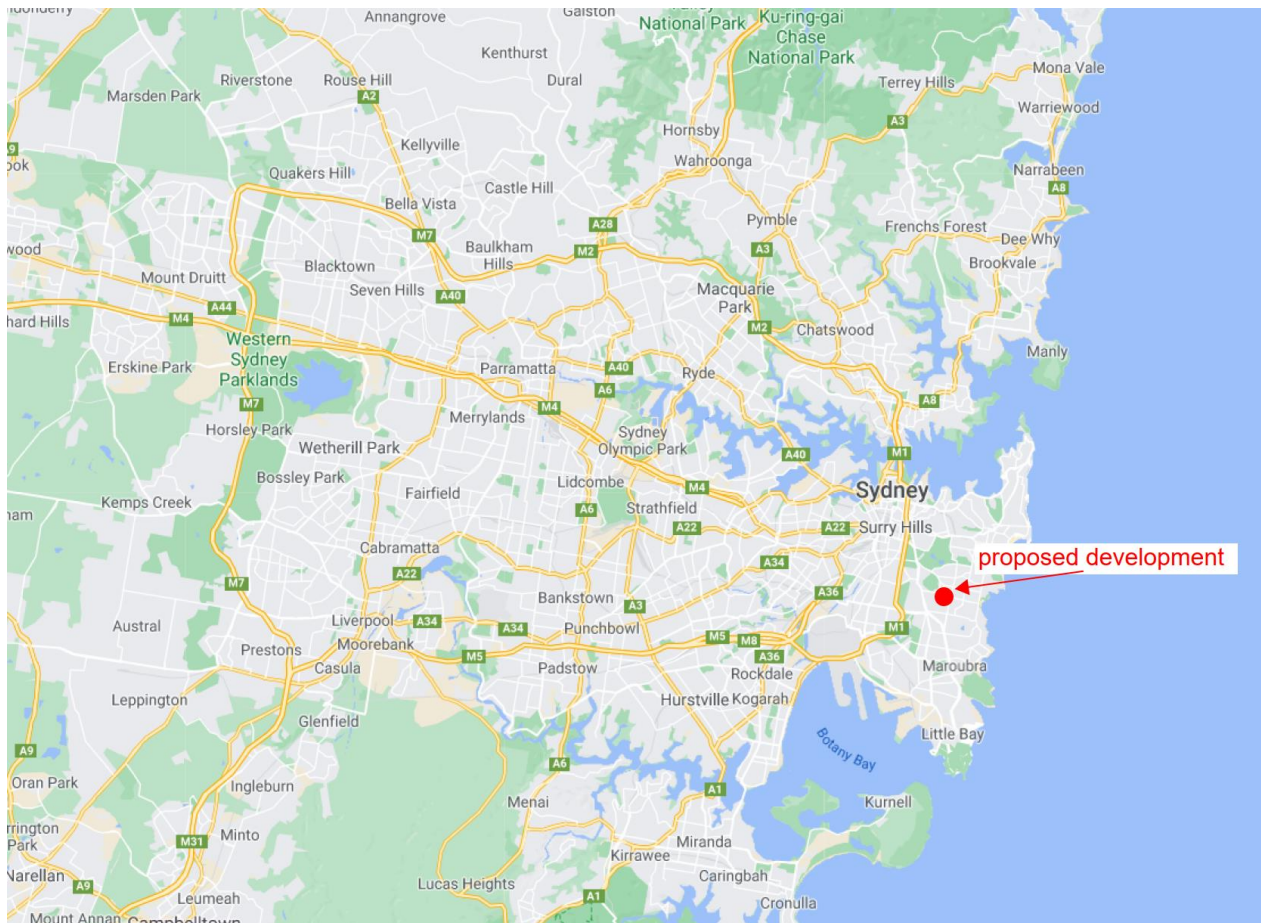 Annangrove
Galston
National Park
Ku-ring-gai
Chase
National Park
Kenthurst
Dural
Riverstone
Rouse Hill
Marsden Park
A2
Terrey Hills
Mona Vale
Warriewood
A3
Hornsby
Wahroonga
Kellyville
Quakers Hill
Castle Hill
Bella Vista
Narrabeen
A8
Pymble
Frenchs Forest
Dee Why
Brookvale
A28
M7
M2
A3
Baulkham
Hills
Blacktown
Mount Druitt
Seven Hills
A40
Macquarie
Park
M2
Chatswood
A44
M4
Western
Sydney
Parklands
Erskine Park
Manly
Parramatta
A40
A6
Ryde
A8
M7
M4
Merrylands
Horsley Park
Wetherill Park
Sydney
Olympic Park
A40
M1
Bossley Park
Fairfield
Lidcombe
M4
Sydney
Kemps Creek
A6
Strathfield
A22
A22
Surry Hills
Cabramatta
A22
A34
proposed development
M7
Bankstown
A3
A36
Austral
Liverpool
A34
A34
Punchbowl
M5
M8
M1
Prestons
Moorebank
Casula
M5
Padstow
A36
Rockdale
Maroubra
Leppington
Hurstville
Kogarah
Glenfield
Botany Bay
Little Bay
A9
A6
Oran Park
Ingleburn
Menai
A1
Kurnell
Minto
M31
Miranda
Kirrawee
Narellan
A9
Lucas Heights
Caringbah
Leumeah
A1
Cronulla
Mount Annan
Campbelltown